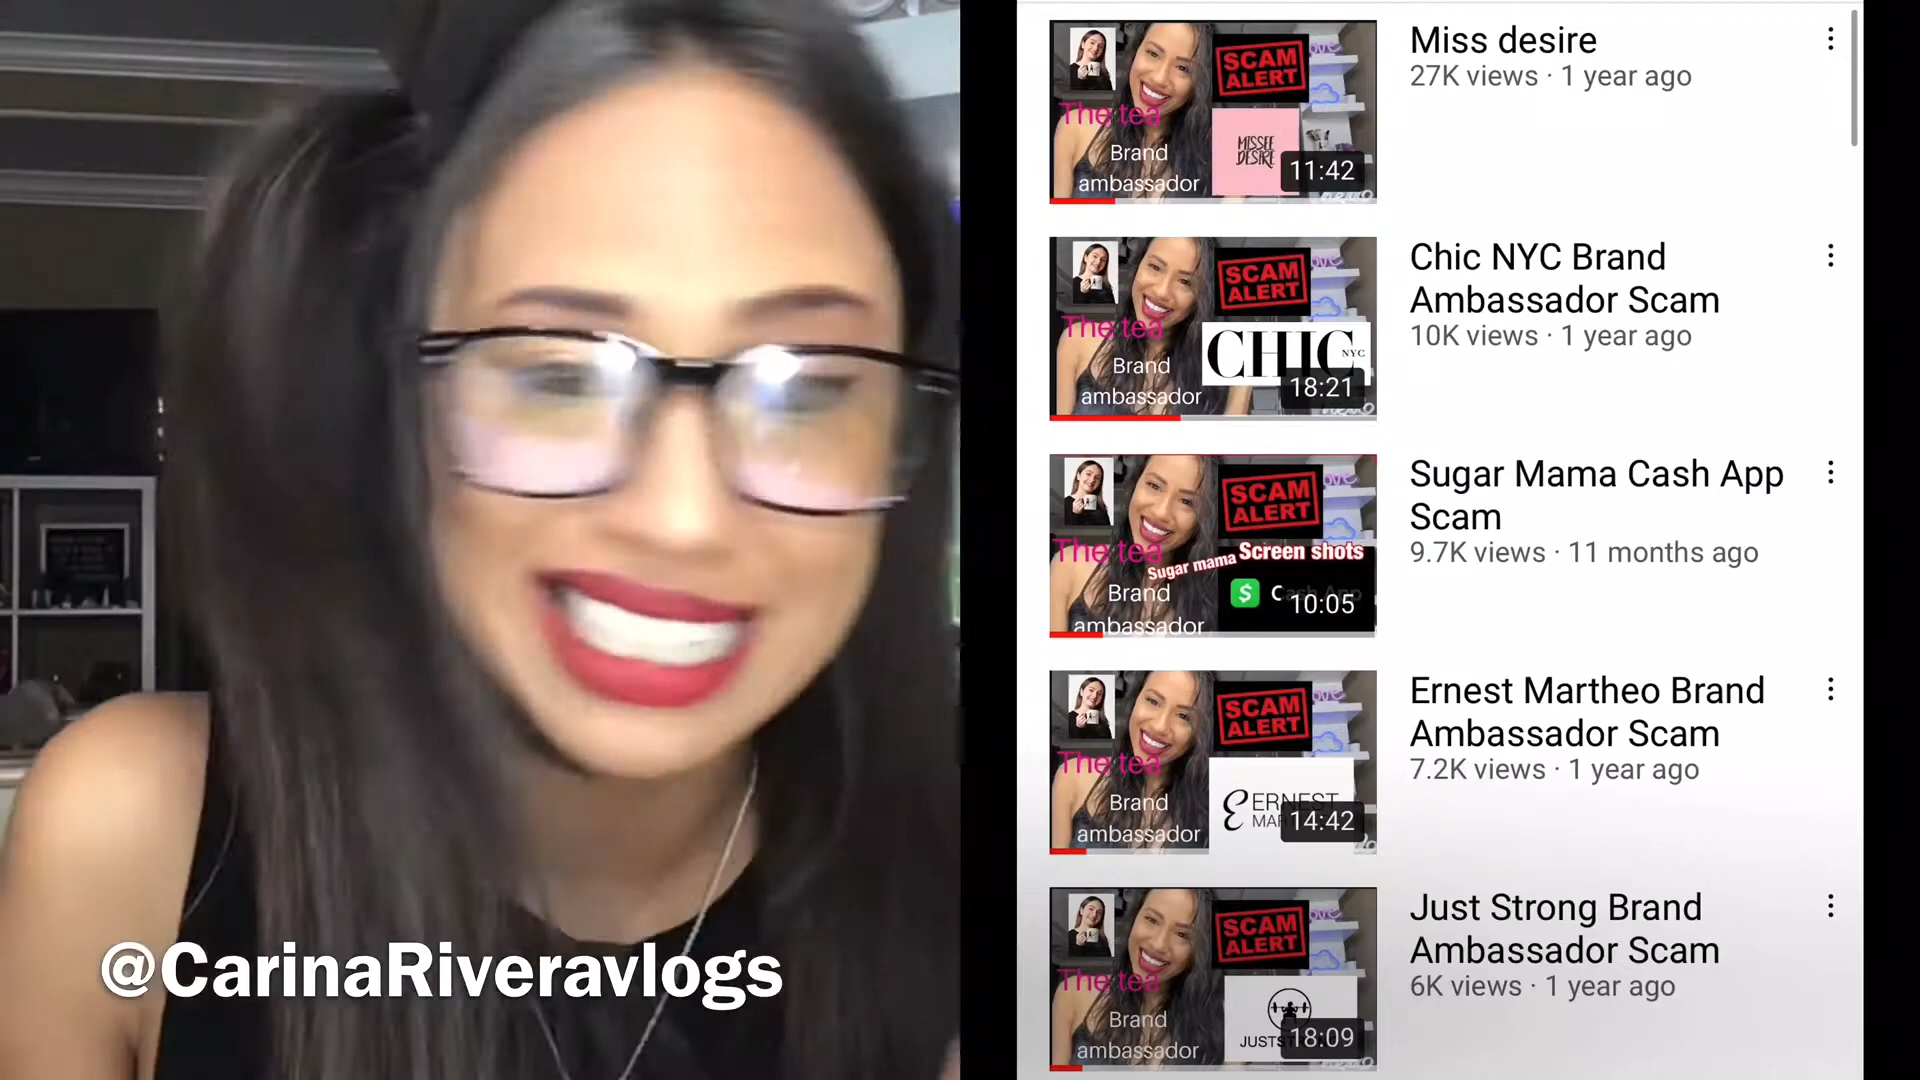 @CarinaRiveravlogs
SCAM
ALERT
The tea
Brand
ambassador
MISSEE
DESIRE
11:42
Miss desire
27K views · 1 year ago
SCAM
ALERT
The tea
Brand
ambassador
CHIC
NYC
18:21
Chic NYC Brand
Ambassador Scam
10K views · 1 year ago
SCAM
ALERT
The tea
Sugar mama Screen shots
Brand
ambassador
$
10:05
Sugar Mama Cash App
Scam
9.7K views · 11 months ago
SCAM
ALERT
The tea
Brand
ambassador
ERNEST
14:42
Ernest Martheo Brand
Ambassador Scam
7.2K views · 1 year ago
SCAM
ALERT
The tea
Brand
ambassador
18:09
Just Strong Brand
Ambassador Scam
6K views · 1 year ago